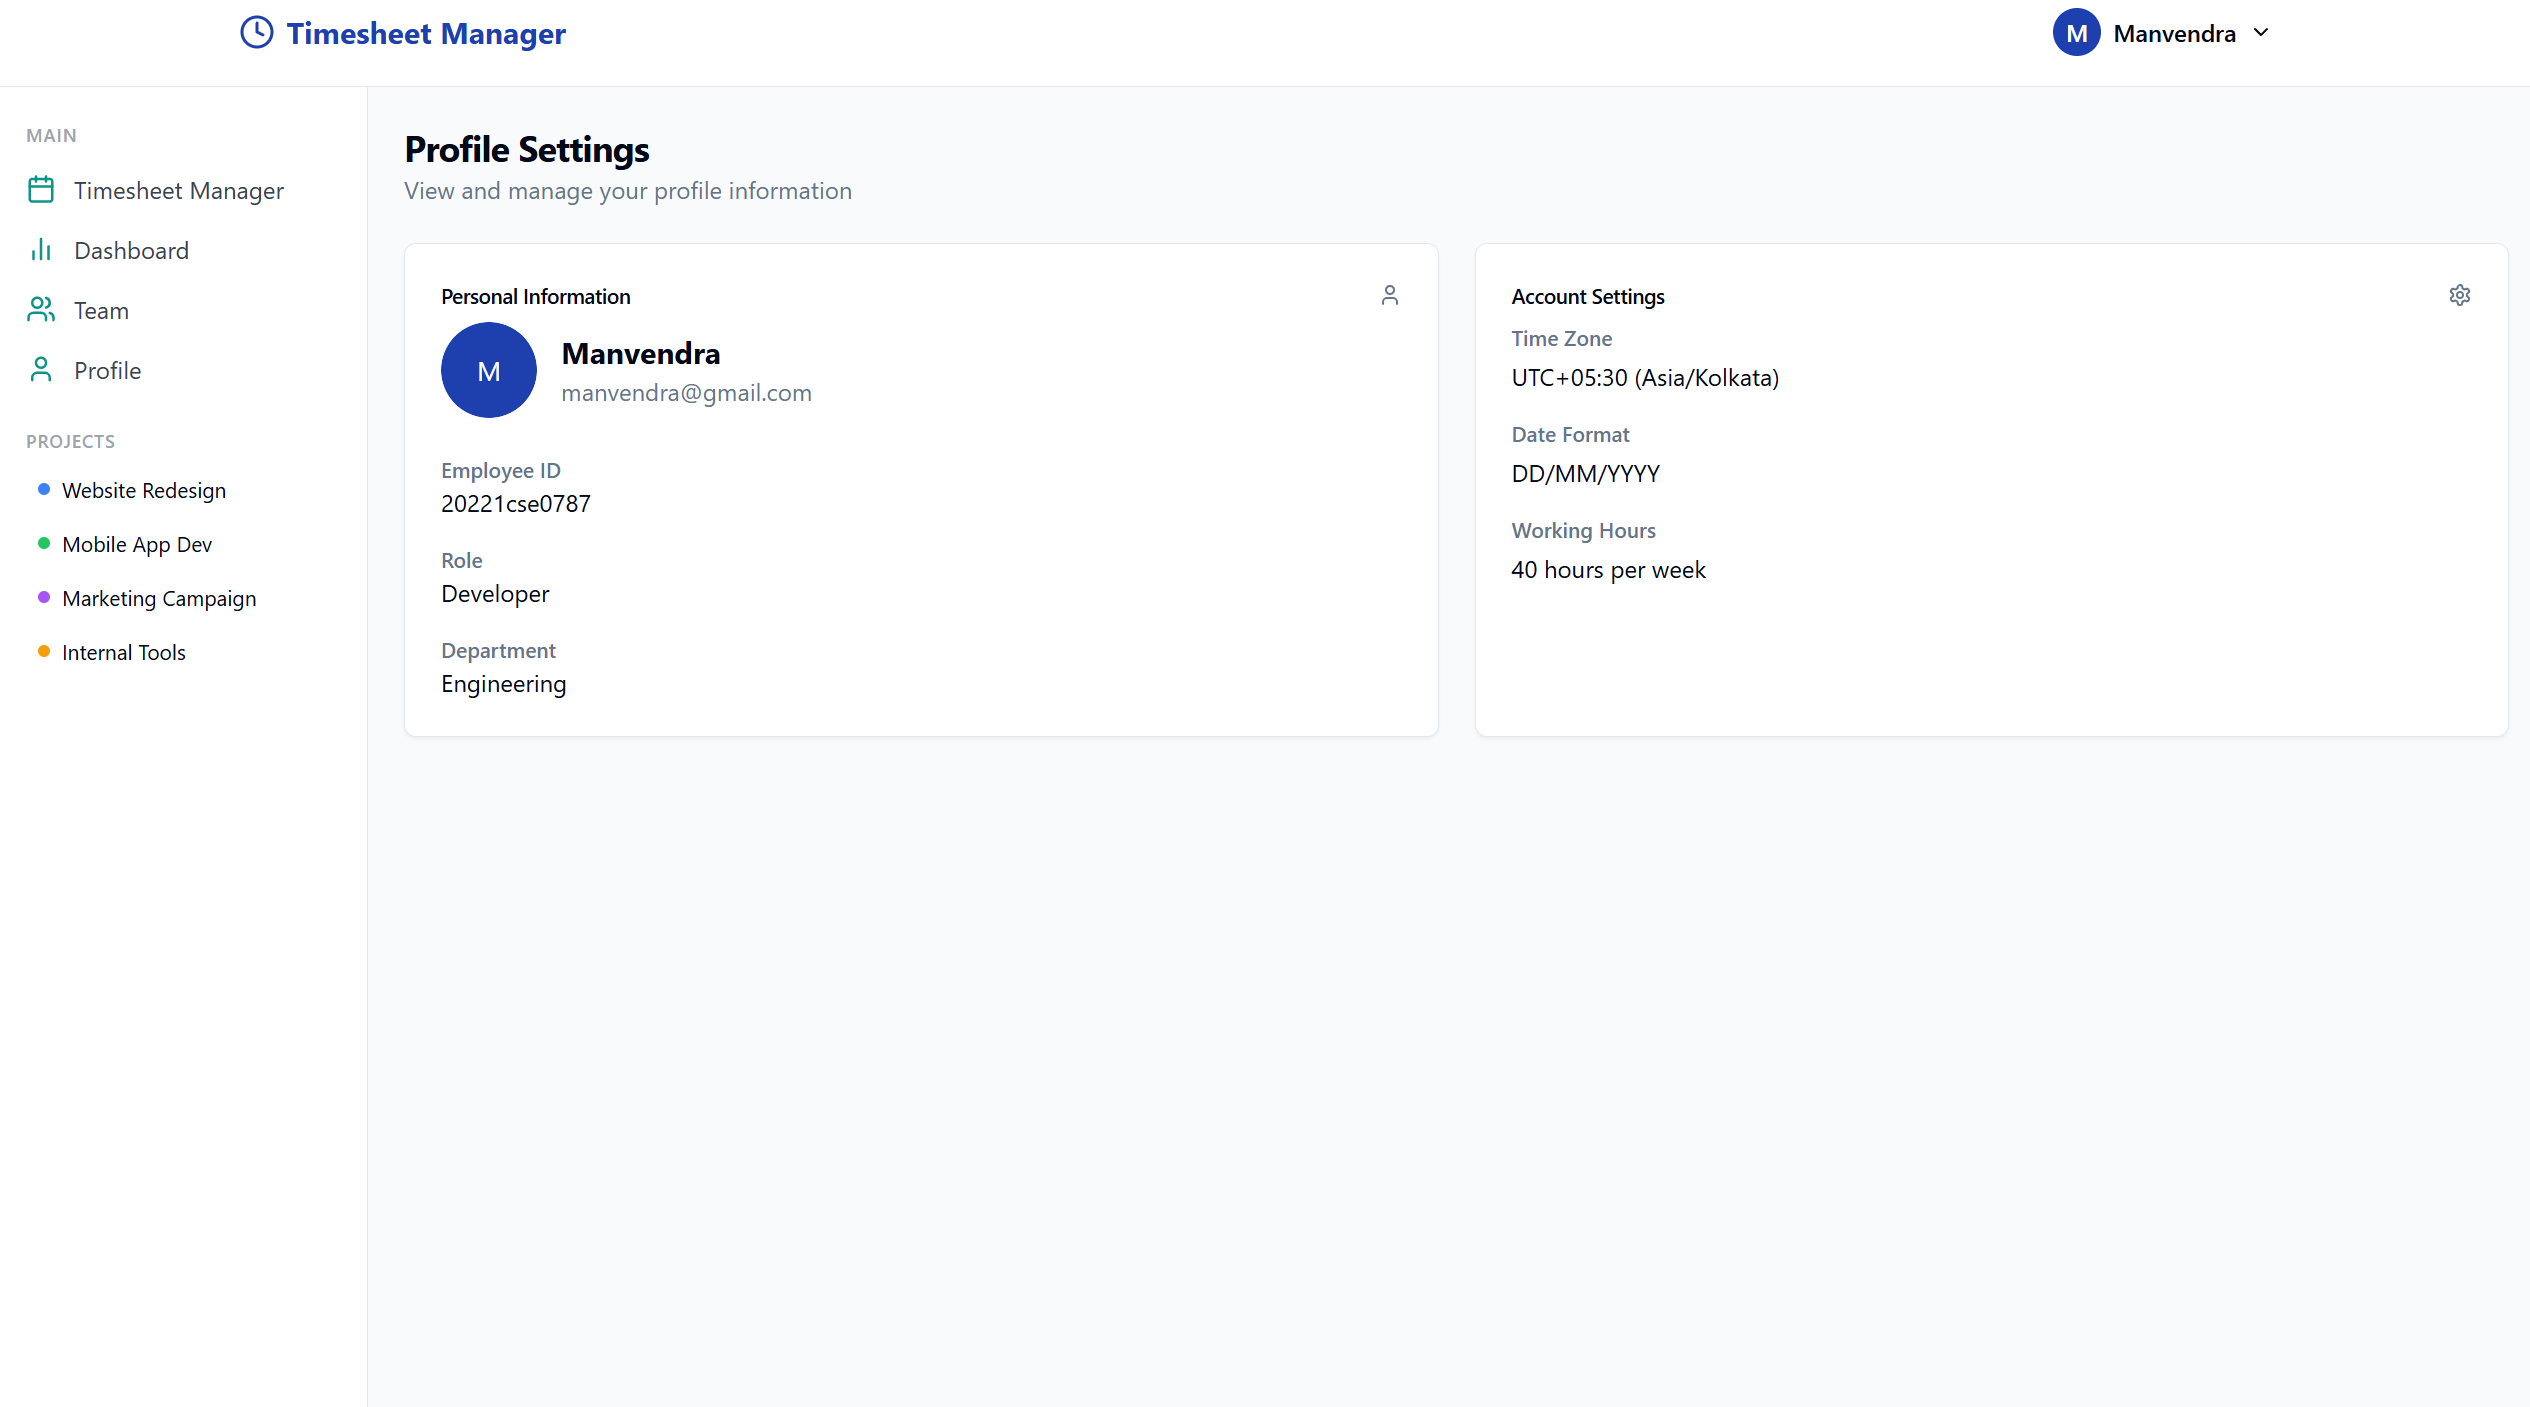 Timesheet Manager
M Manvendra
MAIN
Timesheet Manager
Dashboard
Team
Profile
PROJECTS
Website Redesign
Mobile App Dev
Marketing Campaign
Internal Tools
Profile Settings
View and manage your profile information
Personal Information
M
Manvendra
manvendra@gmail.com
Employee ID
20221cse0787
Role
Developer
Department
Engineering
Account Settings
Time Zone
UTC+05:30 (Asia/Kolkata)
Date Format
DD/MM/YYYY
Working Hours
40 hours per week